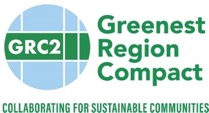 GRC2
Greenest
Region
Compact
COLLABORATING FOR SUSTAINABLE COMMUNITIES